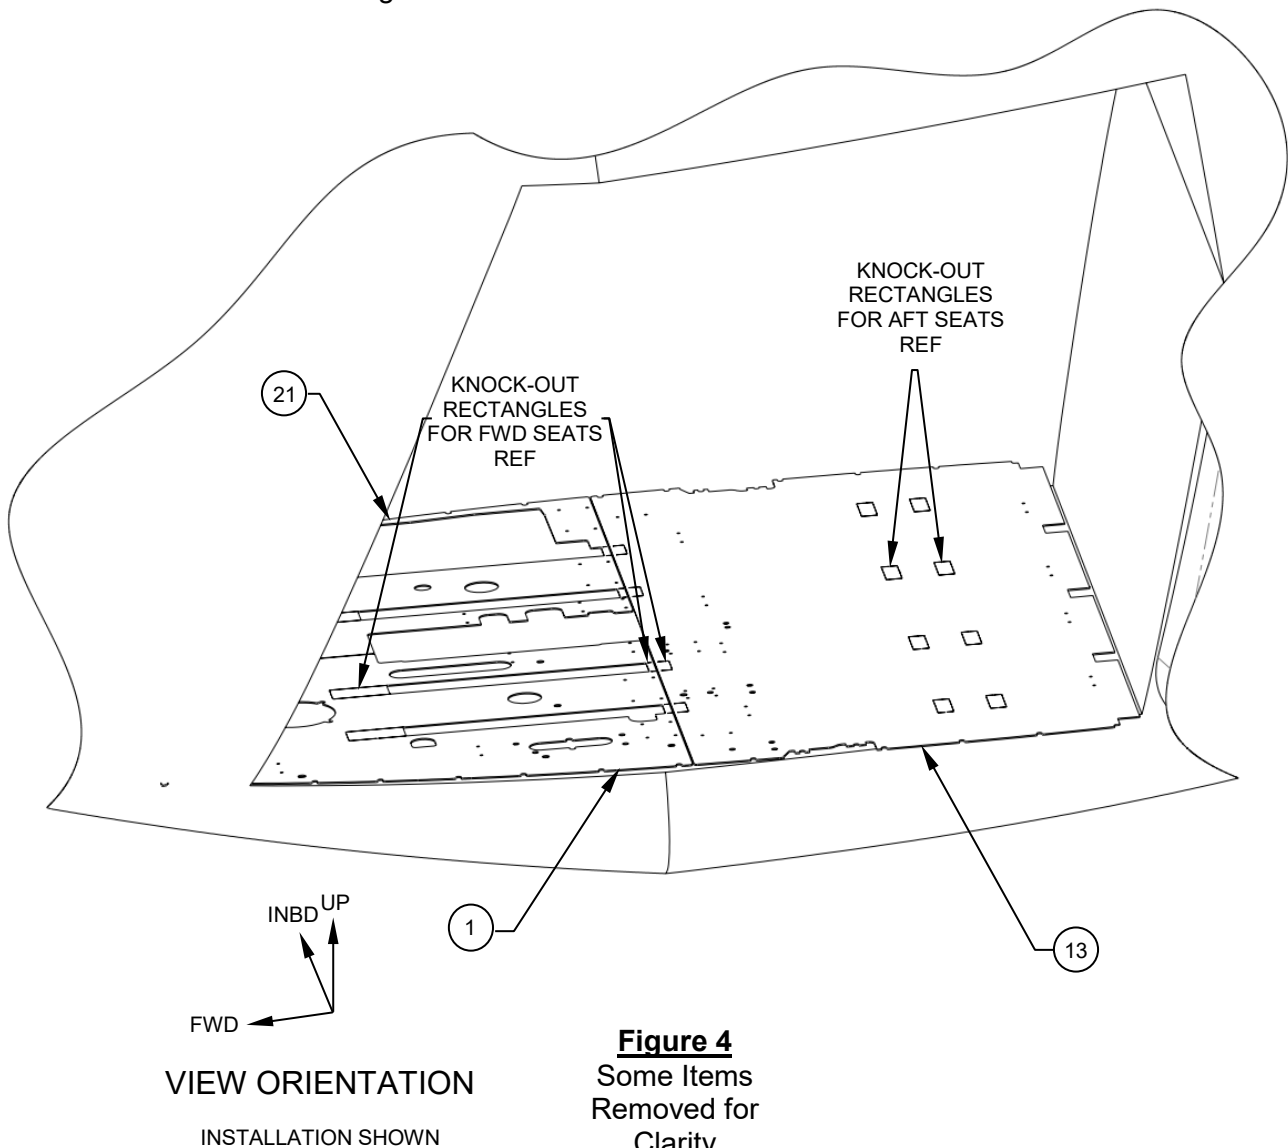 g
KNOCK-OUT
RECTANGLES
FOR AFT SEATS
REF
21
KNOCK-OUT
RECTANGLES
FOR FWD SEATS
REF
1
13
INBD
UP
FWD
VIEW ORIENTATION
INSTALLATION SHOWN
Figure 4
Some Items
Removed for
Clarity